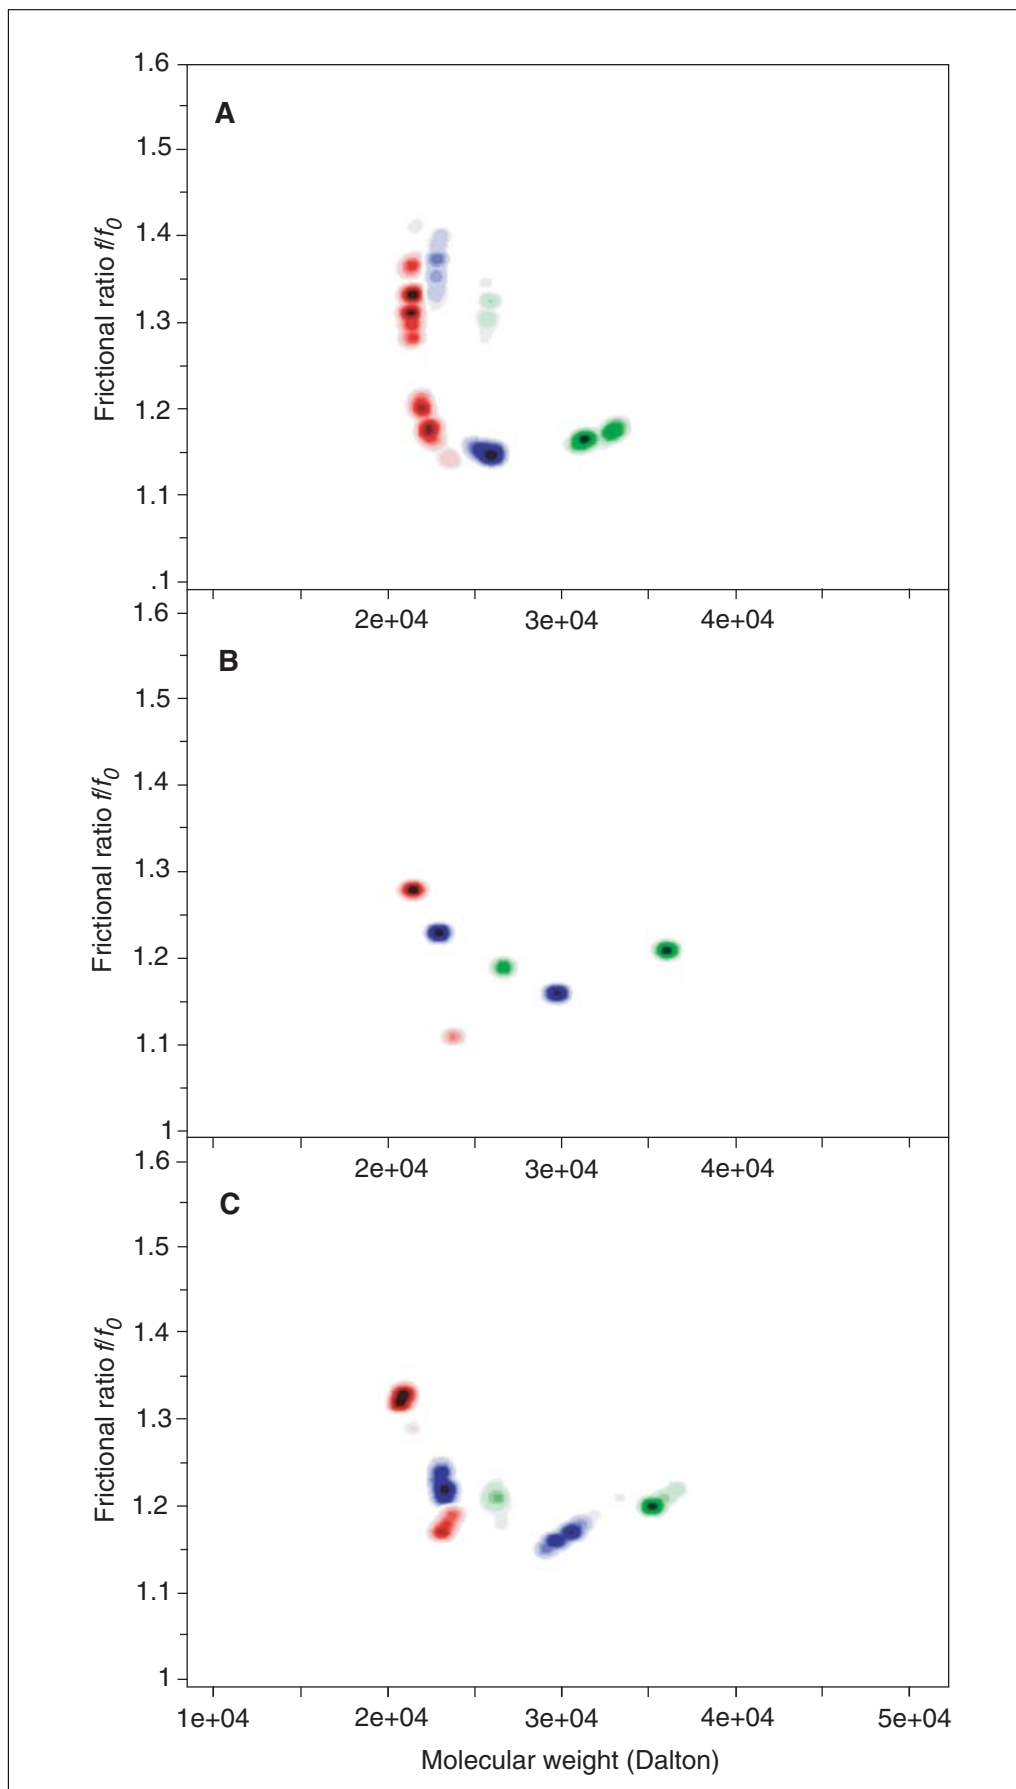 1.6
A
1.5
Frictional ratio f/f0
1.4
1.3
1.2
1.1
.1
2e+04 3e+04 4e+04
1.6
B
1.5
Frictional ratio f/f0
1.4
1.3
1.2
1.1
1
2e+04 3e+04 4e+04
1.6
C
1.5
Frictional ratio f/f0
1.4
1.3
1.2
1.1
1
1e+04 2e+04 3e+04 4e+04 5e+04
Molecular weight (Dalton)